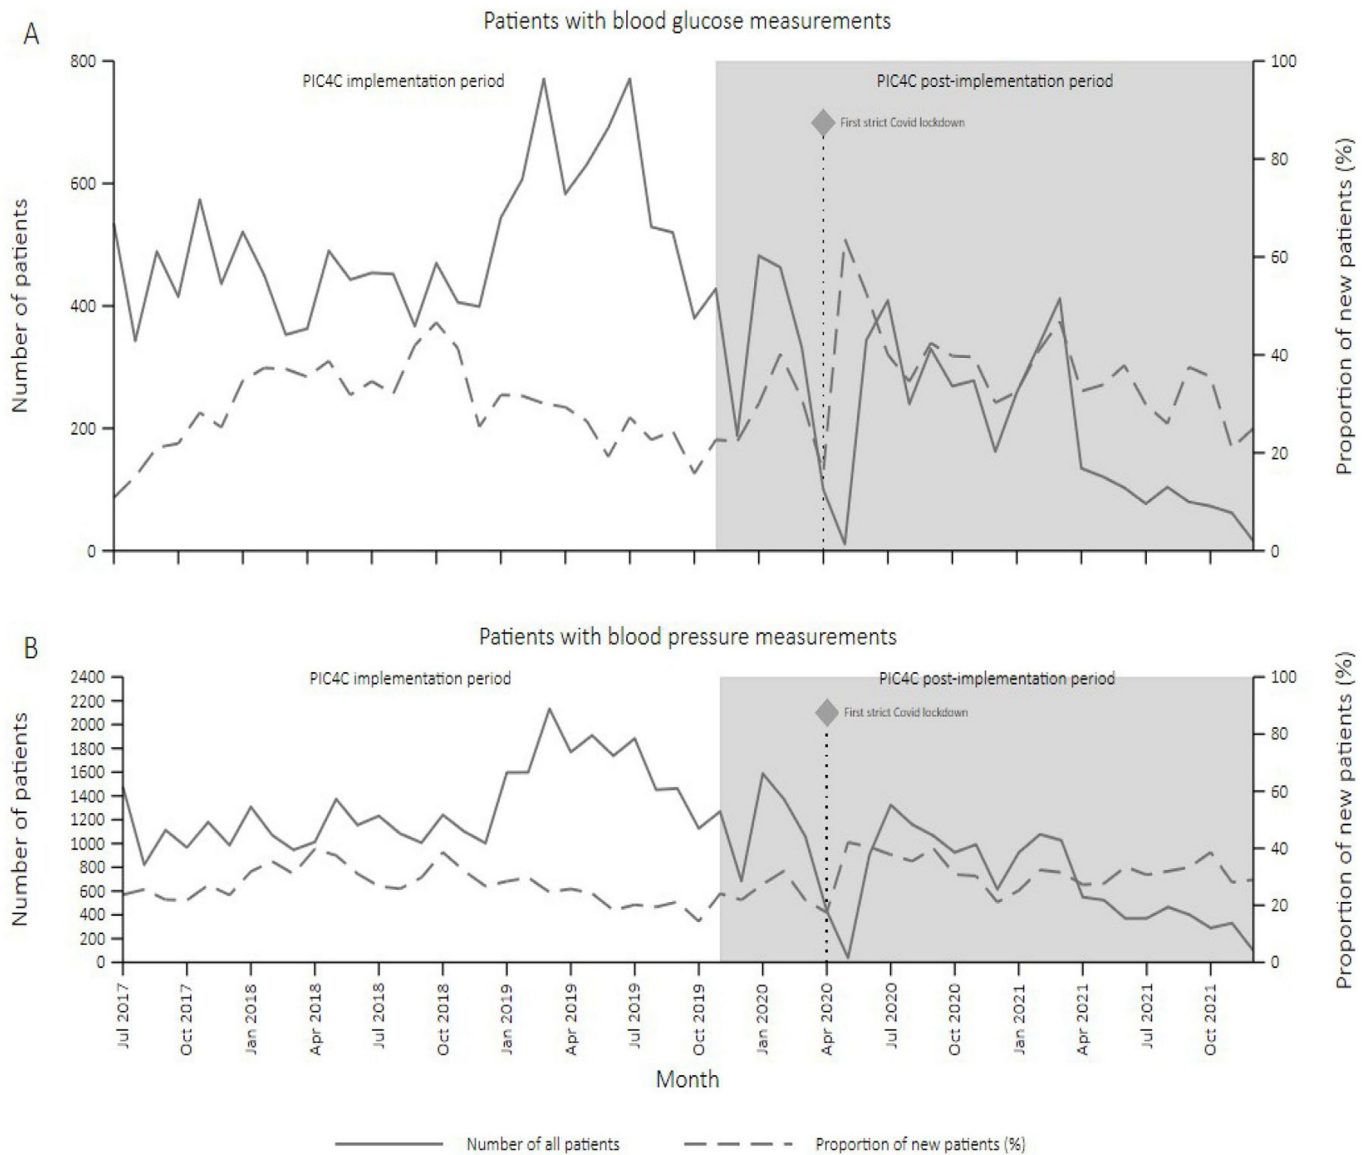 A
Patients with blood glucose measurements
PIC4C implementation period
PIC4C post-implementation period
First strict Covid lockdown
Number of patients
800
600
400
200
0
Proportion of new patients (%)
100
80
60
40
20
0
B
Patients with blood pressure measurements
PIC4C implementation period
PIC4C post-implementation period
First strict Covid lockdown
Number of patients
2400
2200
2000
1800
1600
1400
1200
1000
800
600
400
200
0
Proportion of new patients (%)
100
80
60
40
20
0
Jul 2017
Oct 2017
Jan 2018
Apr 2018
Jul 2018
Oct 2018
Jan 2019
Apr 2019
Jul 2019
Oct 2019
Jan 2020
Apr 2020
Jul 2020
Oct 2020
Jan 2021
Apr 2021
Jul 2021
Oct 2021
Month
Number of all patients
Proportion of new patients (%)